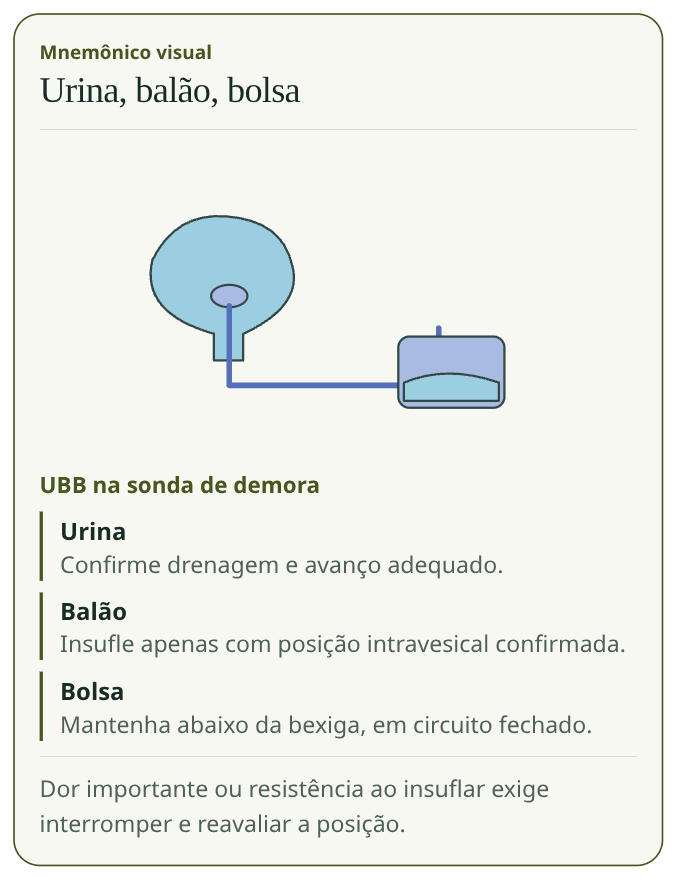 Mnemônico visual
Urina, balão, bolsa
UBB na sonda de demora
Urina
Confirme drenagem e avanço adequado.
Balão
Insufle apenas com posição intravesical confirmada.
Bolsa
Mantenha abaixo da bexiga, em circuito fechado.
Dor importante ou resistência ao insuflar exige
interromper e reavaliar a posição.